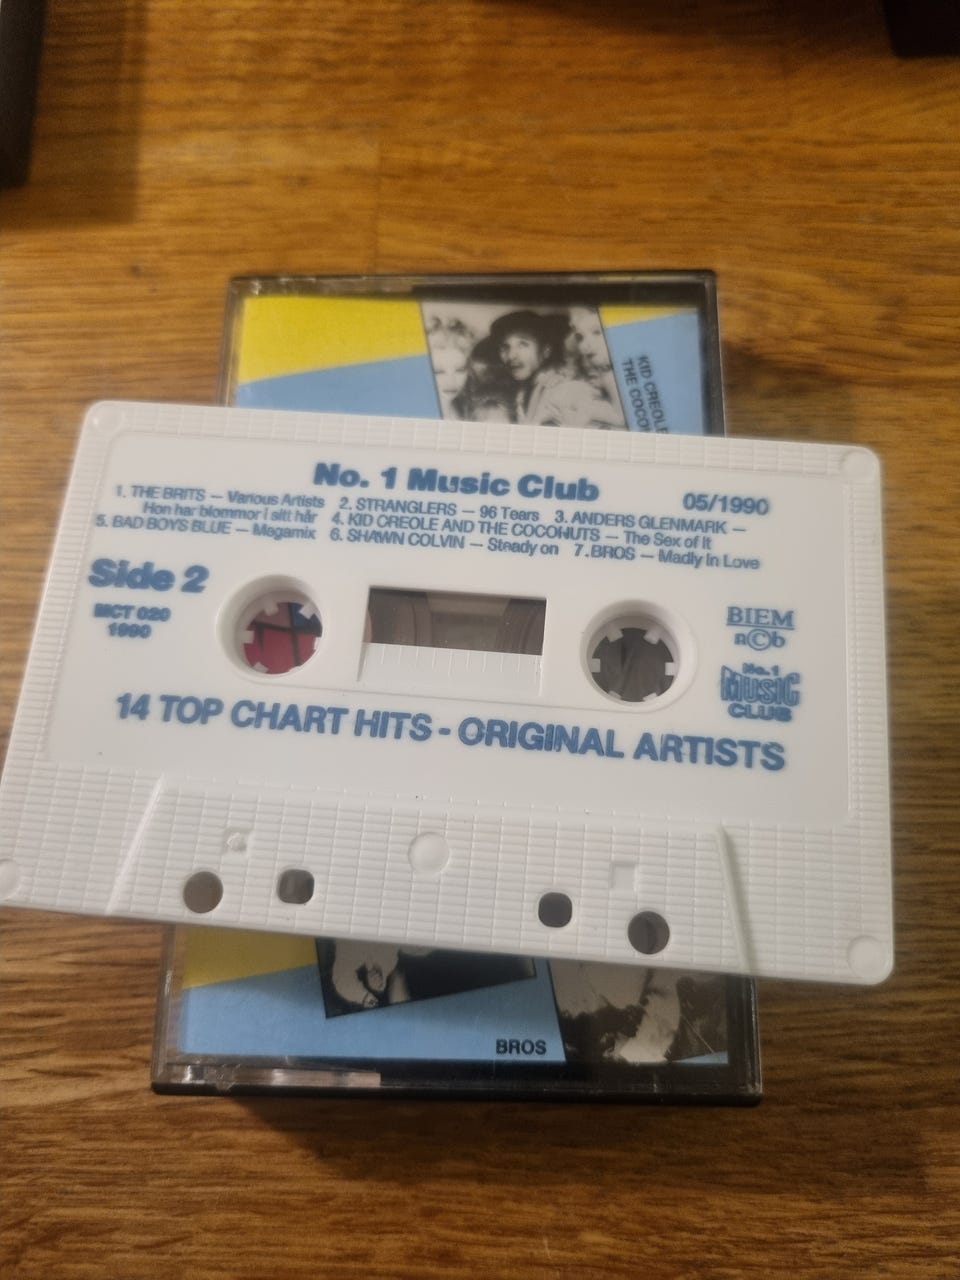 KID CREOLE
THE COCO
No. 1 Music Club
05/1990
1. THE BRITS – Various Artists 2. STRANGLERS – 96 Tears 3. ANDERS GLENMARK –
Hon har blommor i sitt hår 4. KID CREOLE AND THE COCONUTS – The Sex of It
5. BAD BOYS BLUE – Megamix 6. SHAWN COLVIN – Steady on 7. BROS – Madly In Love
Side 2
MCT 020
1990
BIEM
n©b
No.1
MUSIC
CLUB
14 TOP CHART HITS - ORIGINAL ARTISTS
BROS